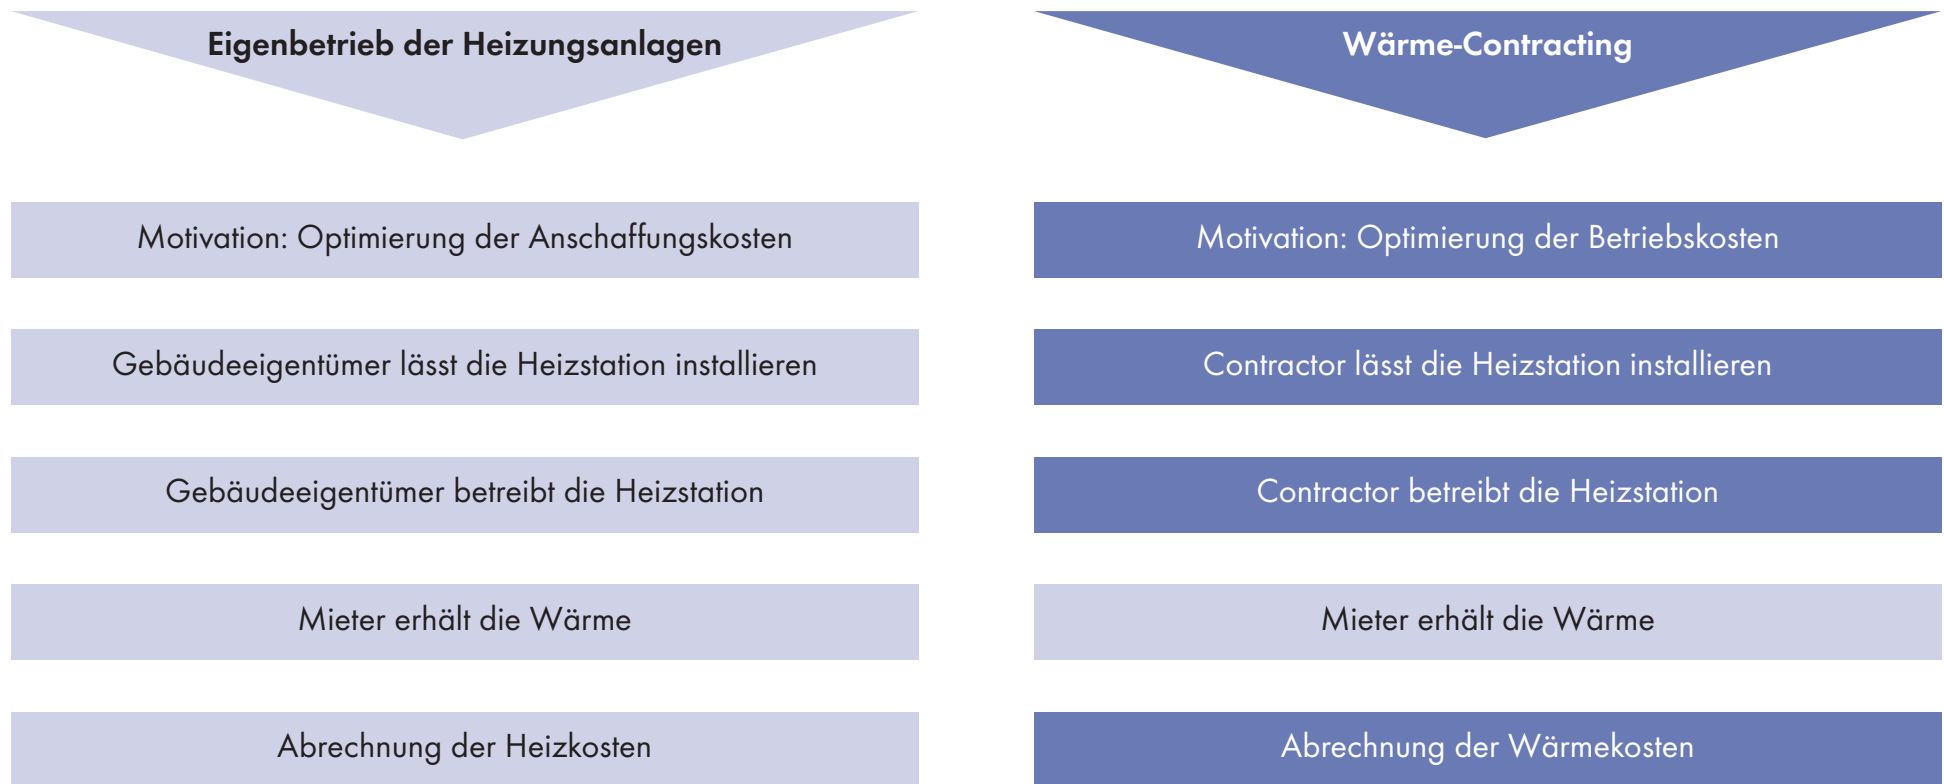 Eigenbetrieb der Heizungsanlagen
Motivation: Optimierung der Anschaffungskosten
Gebäudeeigentümer lässt die Heizstation installieren
Gebäudeeigentümer betreibt die Heizstation
Mieter erhält die Wärme
Abrechnung der Heizkosten
Wärme-Contracting
Motivation: Optimierung der Betriebskosten
Contractor lässt die Heizstation installieren
Contractor betreibt die Heizstation
Mieter erhält die Wärme
Abrechnung der Wärmekosten